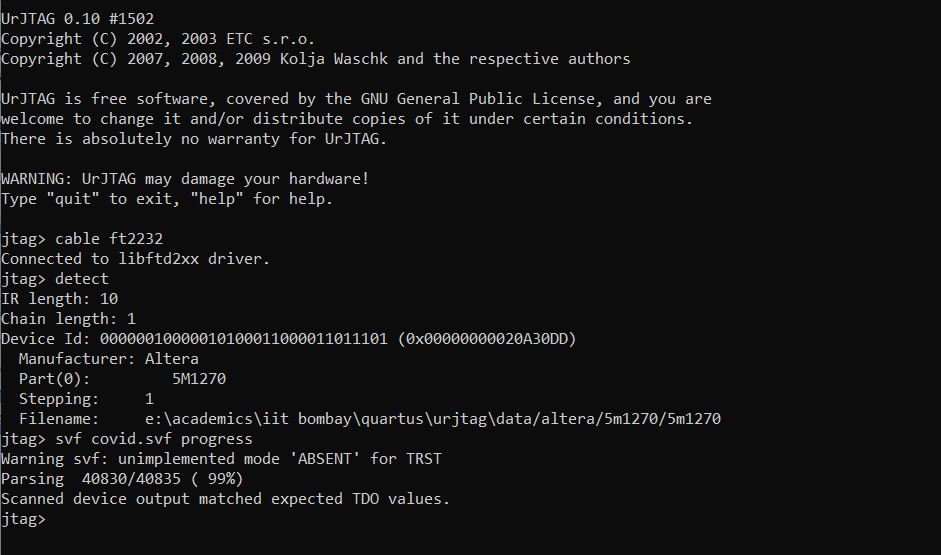 UrJTAG 0.10 #1502
Copyright (C) 2002, 2003 ETC s.r.o.
Copyright (C) 2007, 2008, 2009 Kolja Waschk and the respective authors
UrJTAG is free software, covered by the GNU General Public License, and you are
welcome to change it and/or distribute copies of it under certain conditions.
There is absolutely no warranty for UrJTAG.
WARNING: UrJTAG may damage your hardware!
Type "quit" to exit, "help" for help.
jtag> cable ft2232
Connected to libftd2xx driver.
jtag> detect
IR length: 10
Chain length: 1
Device Id: 00000010000010100011000011011101 (0x00000000020A30DD)
  Manufacturer: Altera
  Part(0):         5M1270
  Stepping:     1
  Filename:     e:\academics\iit bombay\quartus\urjtag\data/altera/5m1270/5m1270
jtag> svf covid.svf progress
Warning svf: unimplemented mode 'ABSENT' for TRST
Parsing  40830/40835 ( 99%)
Scanned device output matched expected TDO values.
jtag>